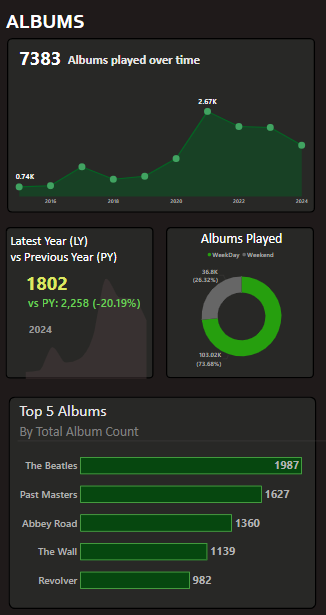 ALBUMS
7383 Albums played over time
2.67K
0.74K
2016 2018 2020 2022 2024
Latest Year (LY)
vs Previous Year (PY)
1802
vs PY: 2,258 (-20.19%)
2024
Albums Played
WeekDay Weekend
36.8K
(26.32%)
103.02K
(73.68%)
Top 5 Albums
By Total Album Count
The Beatles 1987
Past Masters 1627
Abbey Road 1360
The Wall 1139
Revolver 982